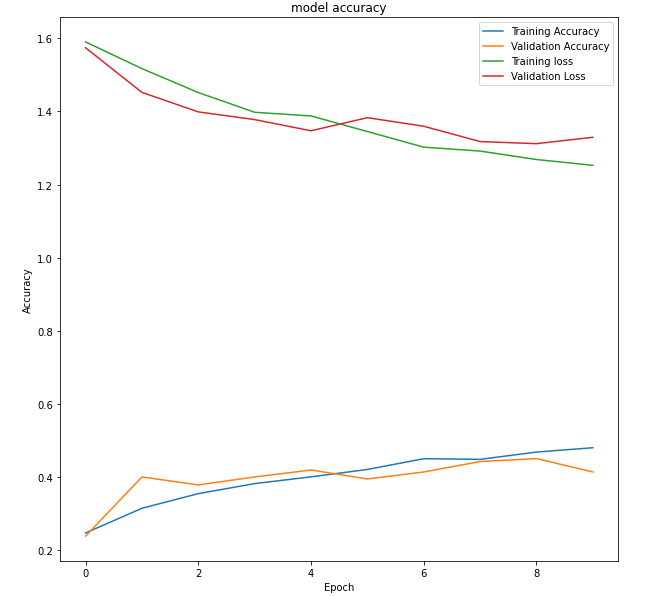 model accuracy
Training Accuracy
Validation Accuracy
Training loss
Validation Loss
1.6
1.4
1.2
1.0
0.8
0.6
0.4
0.2
Accuracy
0 2 4 6 8
Epoch